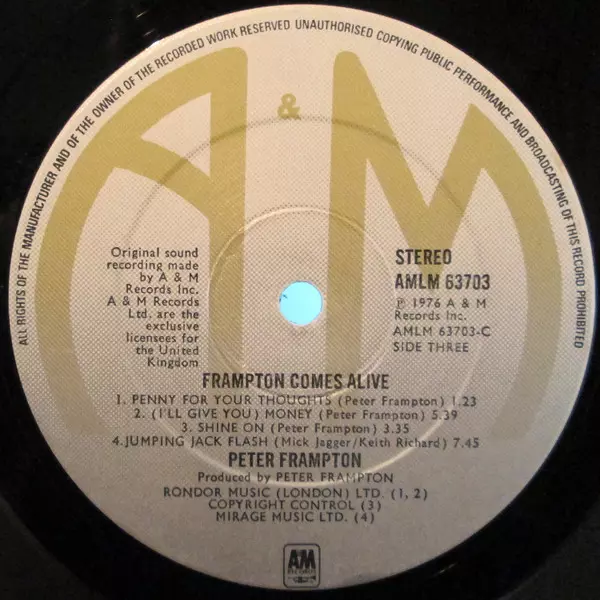 ALL RIGHTS OF THE MANUFACTURER AND OF THE OWNER OF THE RECORDED WORK RESERVED UNAUTHORISED COPYING PUBLIC PERFORMANCE AND BROADCASTING OF THIS RECORD PROHIBITED
A & M
Original sound
recording made
by A & M
Records Inc.
A & M Records
Ltd. are the
exclusive
licensees for
the United
Kingdom
STEREO
AMLM 63703
℗ 1976 A & M
Records Inc.
AMLM 63703-C
SIDE THREE
FRAMPTON COMES ALIVE
1. PENNY FOR YOUR THOUGHTS (Peter Frampton) 1.23
2. (I'LL GIVE YOU) MONEY (Peter Frampton) 5.39
3. SHINE ON (Peter Frampton) 3.35
4.JUMPING JACK FLASH (Mick Jagger/Keith Richard) 7.45
PETER FRAMPTON
Produced by PETER FRAMPTON
RONDOR MUSIC (LONDON) LTD. (1, 2)
COPYRIGHT CONTROL (3)
MIRAGE MUSIC LTD. (4)
AM
RECORDS